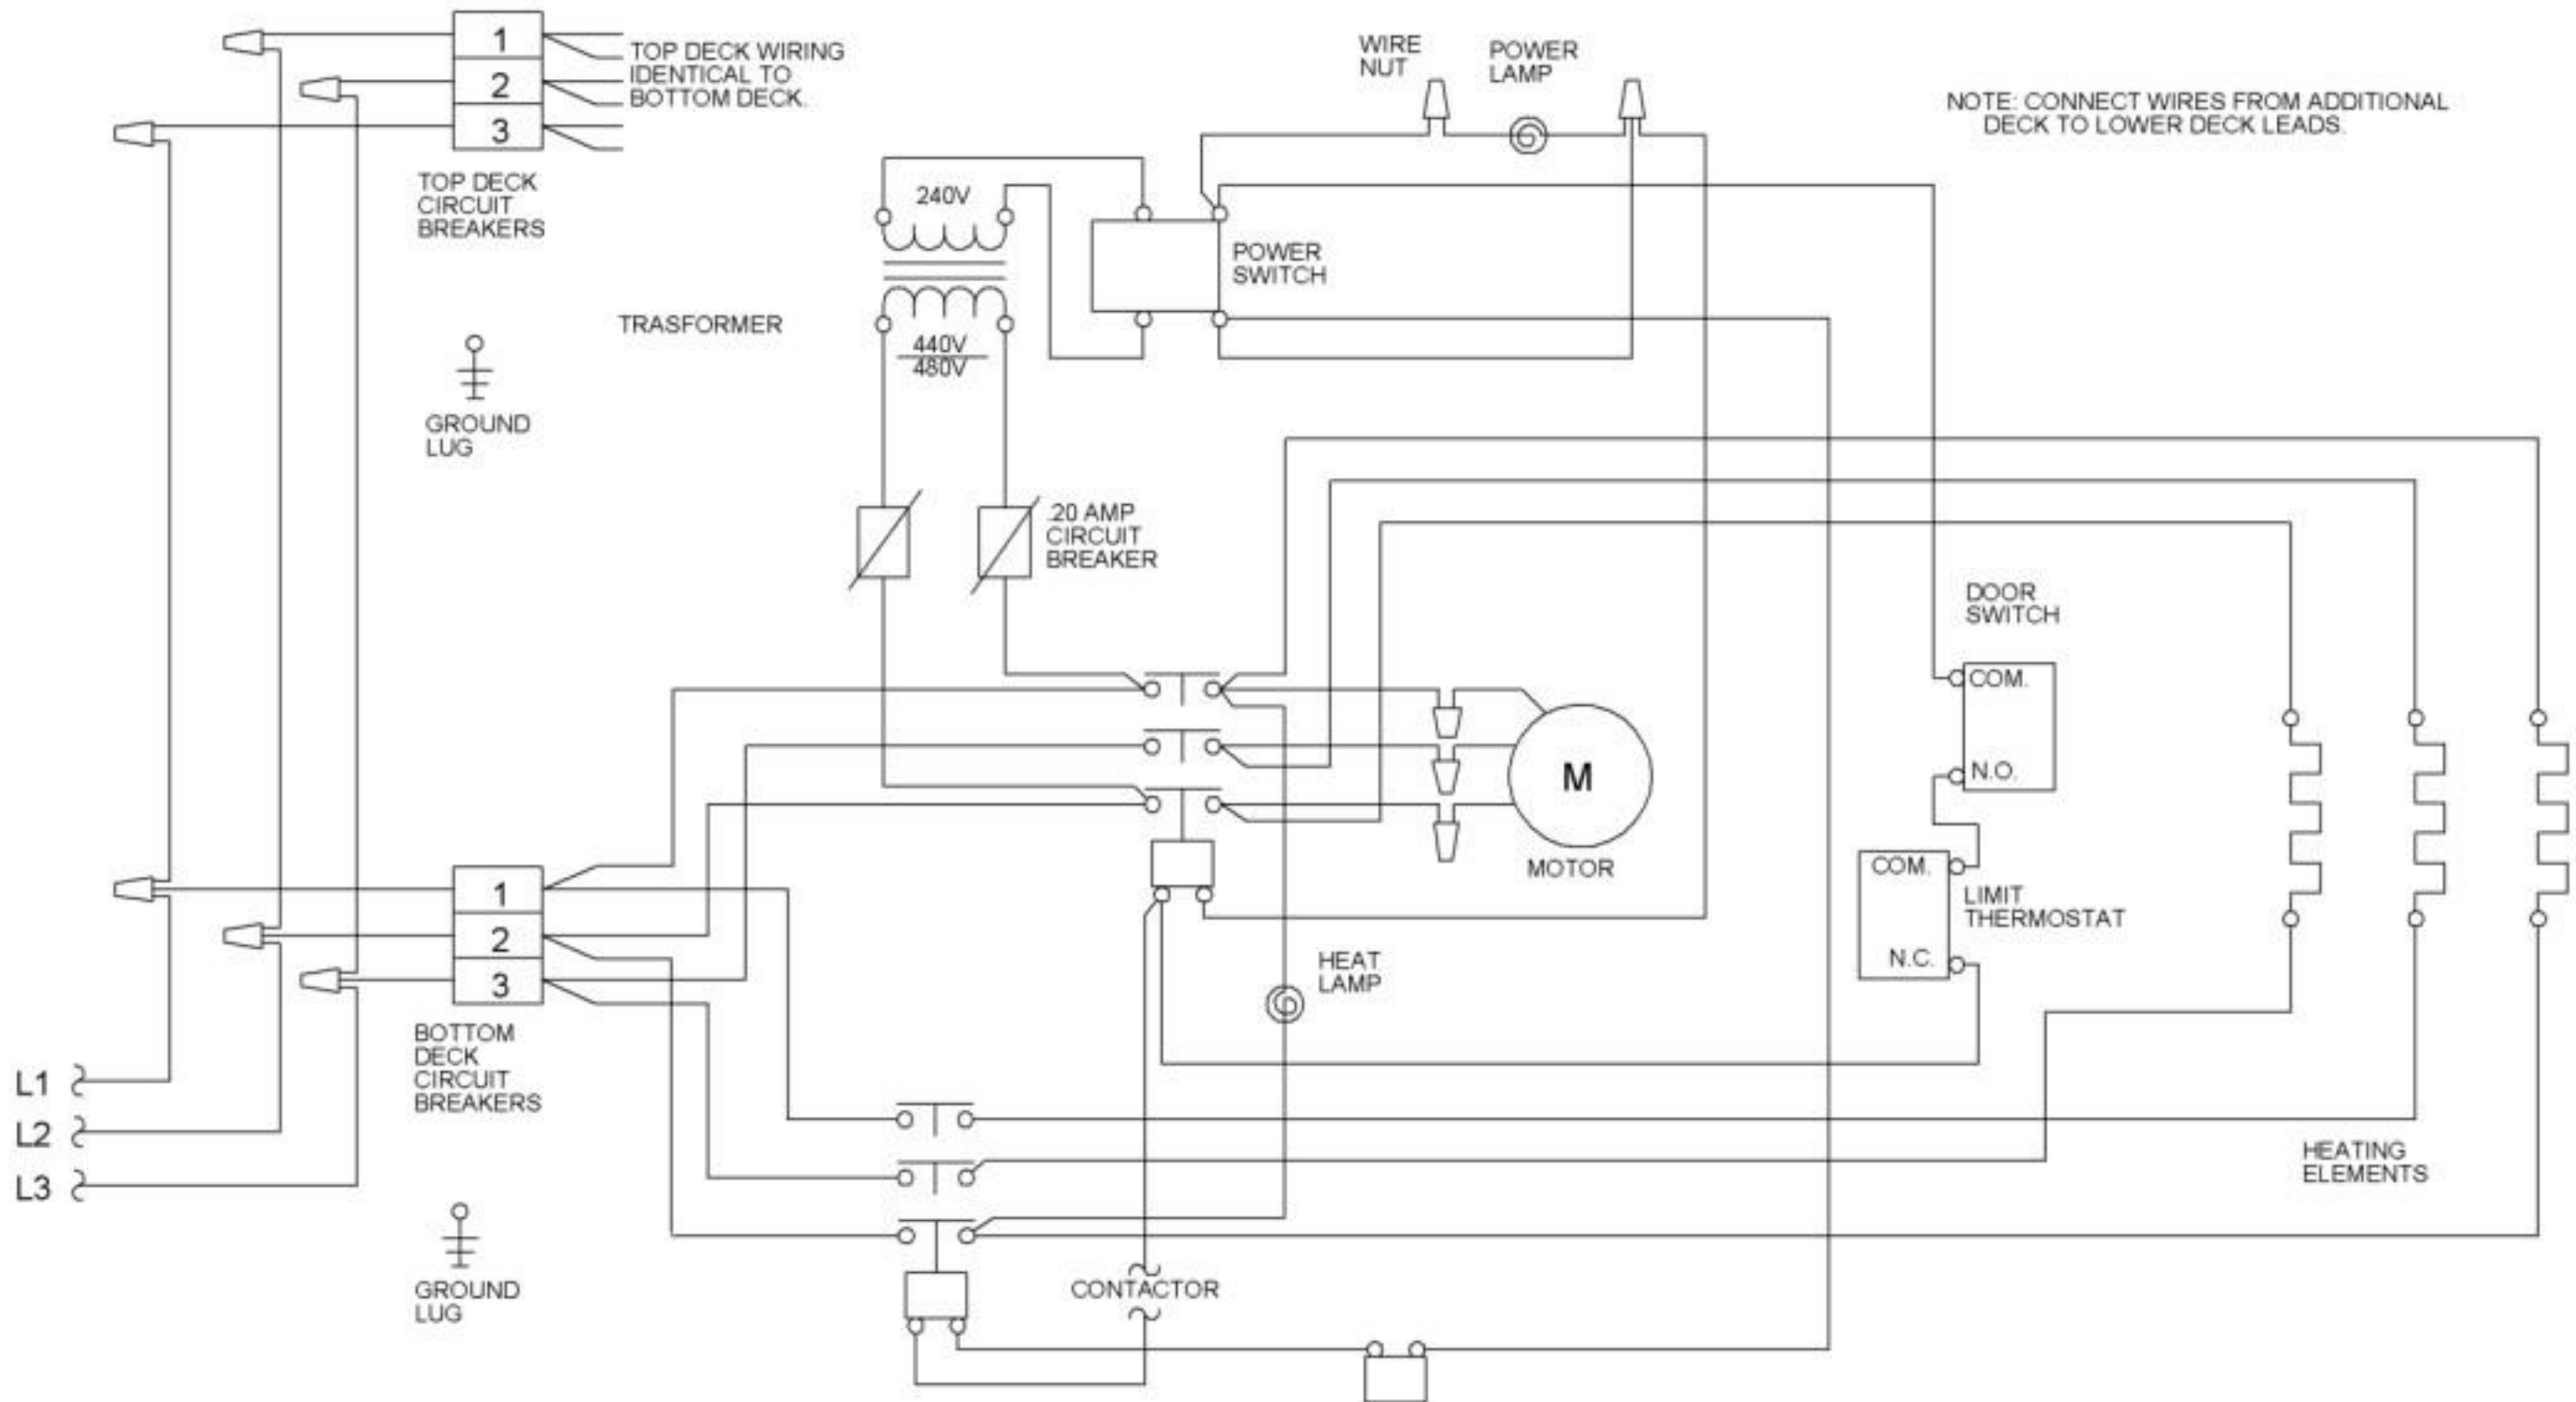 1
2
3
TOP DECK WIRING
IDENTICAL TO
BOTTOM DECK.
TOP DECK
CIRCUIT
BREAKERS
WIRE
NUT
POWER
LAMP
NOTE: CONNECT WIRES FROM ADDITIONAL
DECK TO LOWER DECK LEADS.
240V
POWER
SWITCH
TRASFORMER
440V
480V
GROUND
LUG
.20 AMP
CIRCUIT
BREAKER
DOOR
SWITCH
COM.
N.O.
M
MOTOR
COM.
N.C.
LIMIT
THERMOSTAT
1
2
3
BOTTOM
DECK
CIRCUIT
BREAKERS
HEAT
LAMP
L1
L2
L3
HEATING
ELEMENTS
GROUND
LUG
CONTACTOR